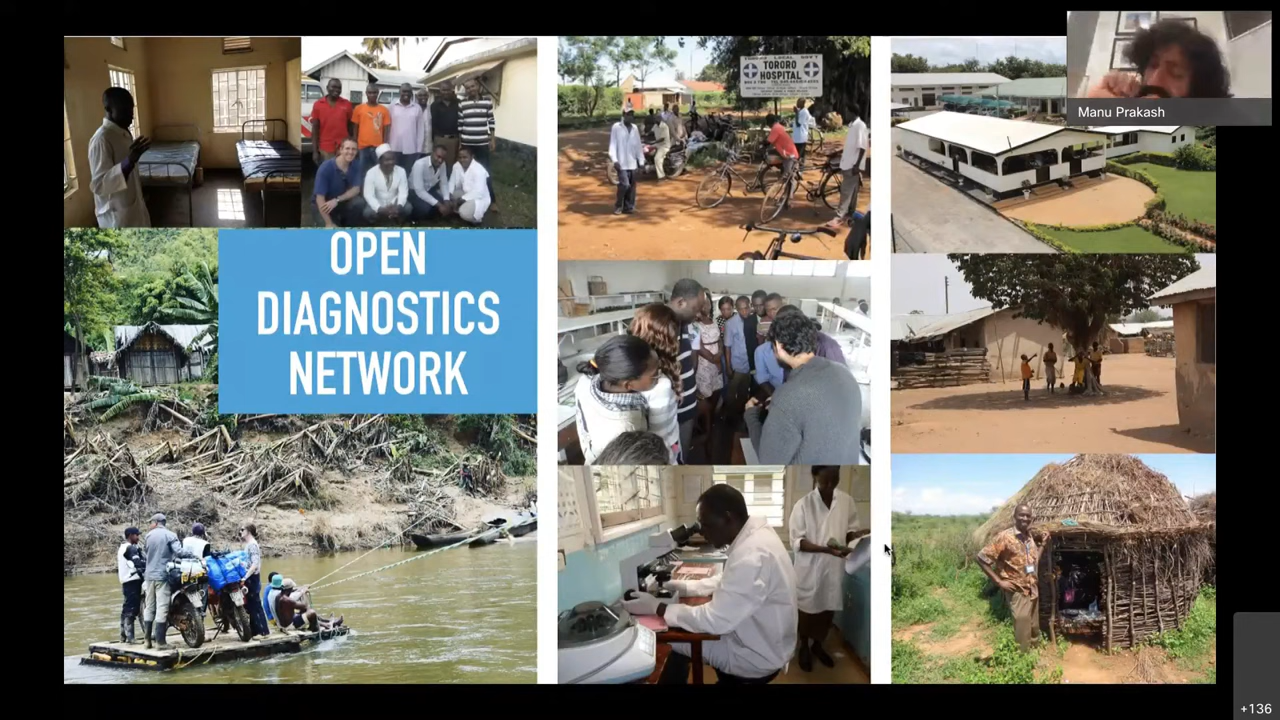 Manu Prakash
TORORO
HOSPITAL
OPEN
DIAGNOSTICS
NETWORK
+136